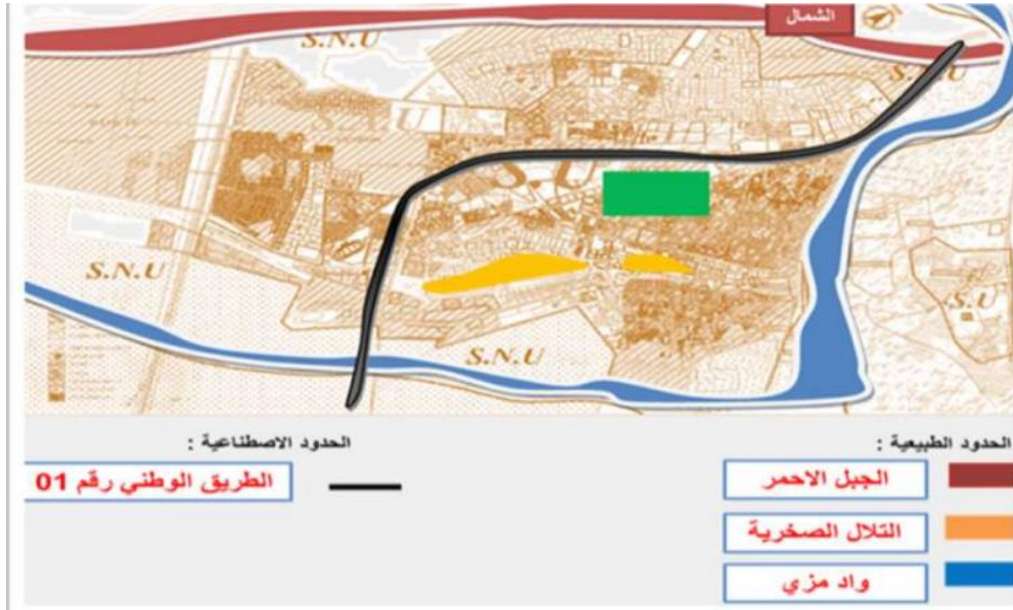 الشمال
S.N.U
S.N.U
S.U
S.N.U
S.U
S.N.U
الحدود الطبيعية :
الجبل الاحمر
التلال الصخرية
واد مزي
الحدود الاصطناعية :
الطريق الوطني رقم 01